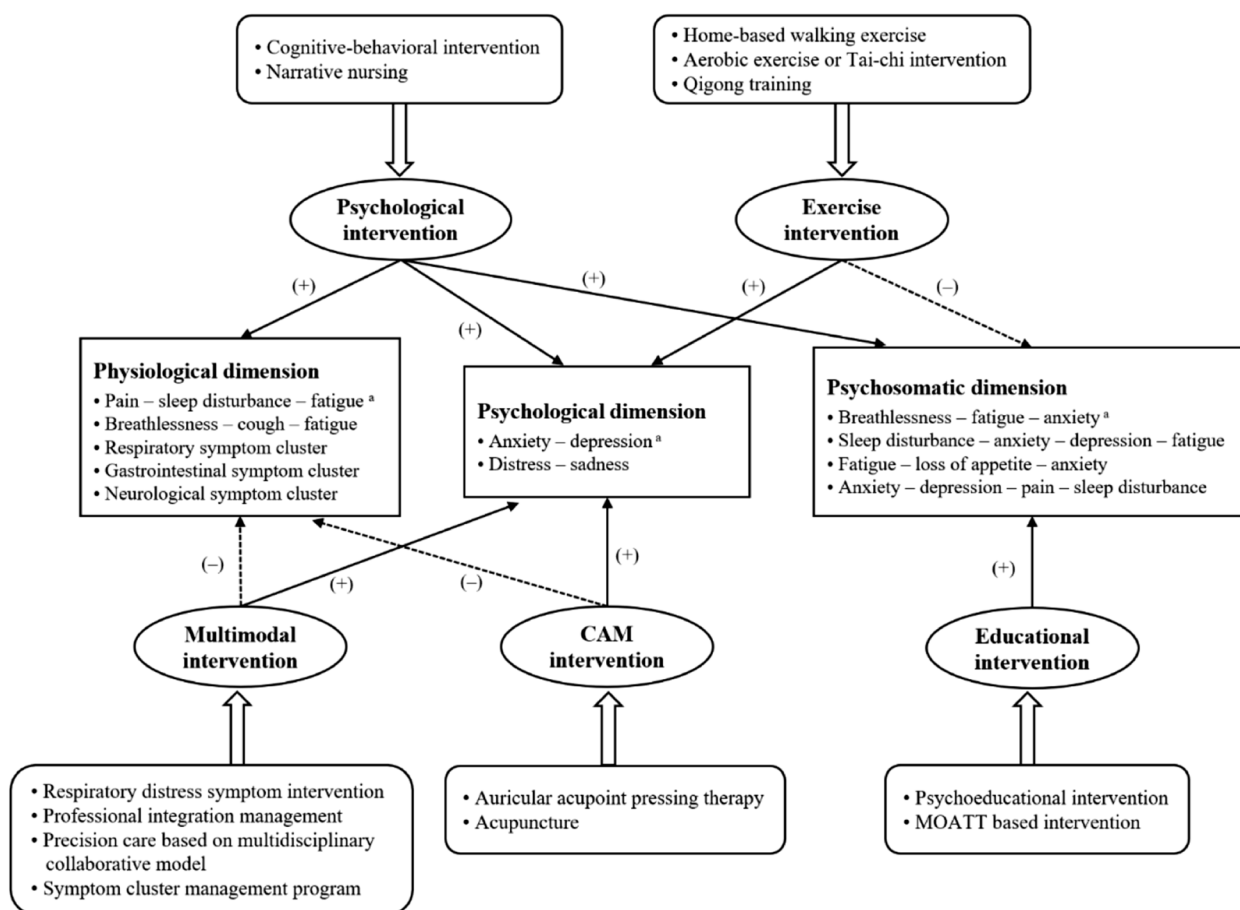 • Cognitive-behavioral intervention
• Narrative nursing
• Home-based walking exercise
• Aerobic exercise or Tai-chi intervention
• Qigong training
Psychological
intervention
Exercise
intervention
(+)
(+)
(+)
(+)
(–)
Physiological dimension
• Pain – sleep disturbance – fatigue ᵃ
• Breathlessness – cough – fatigue
• Respiratory symptom cluster
• Gastrointestinal symptom cluster
• Neurological symptom cluster
Psychological dimension
• Anxiety – depression ᵃ
• Distress – sadness
Psychosomatic dimension
• Breathlessness – fatigue – anxiety ᵃ
• Sleep disturbance – anxiety – depression – fatigue
• Fatigue – loss of appetite – anxiety
• Anxiety – depression – pain – sleep disturbance
(–)
(+)
(–)
(+)
(+)
Multimodal
intervention
CAM
intervention
Educational
intervention
• Respiratory distress symptom intervention
• Professional integration management
• Precision care based on multidisciplinary
collaborative model
• Symptom cluster management program
• Auricular acupoint pressing therapy
• Acupuncture
• Psychoeducational intervention
• MOATT based intervention